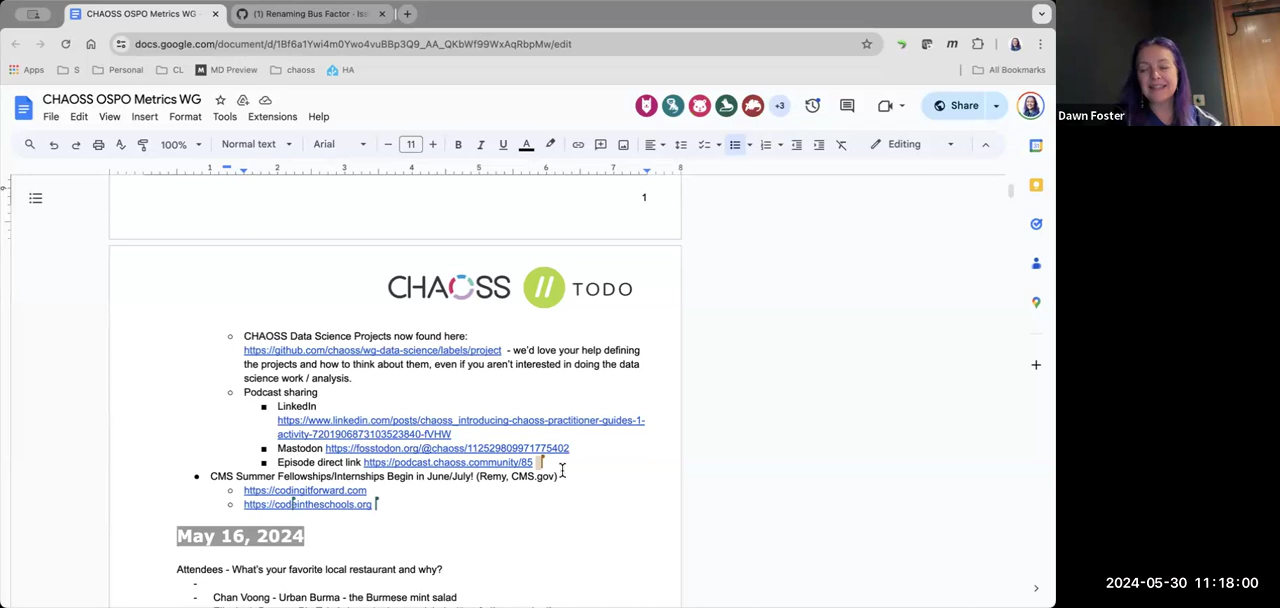 CHAOSS OSPO Metrics WG -
(1) Renaming Bus Factor · Iss
docs.google.com/document/d/1Bf6a1Ywi4m0Ywo4vuBBp3Q9_AA_QKbWf99WxAqRbpMw/edit
Apps
S
Personal
CL
MD Preview
chaoss
HA
All Bookmarks
CHAOSS OSPO Metrics WG
File Edit View Insert Format Tools Extensions Help
+3
Share
100%
Normal text
Arial
11
Editing
1 2 3 4 5 6 7 8
1
CHAOSS // TODO
CHAOSS Data Science Projects now found here:
https://github.com/chaoss/wg-data-science/labels/project - we'd love your help defining
the projects and how to think about them, even if you aren't interested in doing the data
science work / analysis.
Podcast sharing
LinkedIn
https://www.linkedin.com/posts/chaoss_introducing-chaoss-practitioner-guides-1-
activity-7201906873103523840-fVHW
Mastodon https://fosstodon.org/@chaoss/112529809971775402
Episode direct link https://podcast.chaoss.community/85
CMS Summer Fellowships/Internships Begin in June/July! (Remy, CMS.gov)
https://codingitforward.com
https://codeintheschools.org
May 16, 2024
Attendees - What's your favorite local restaurant and why?
-
- Chan Voong - Urban Burma - the Burmese mint salad
Dawn Foster
2024-05-30 11:18:00